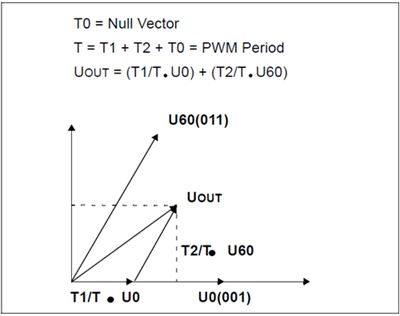 T0 = Null Vector
T = T1 + T2 + T0 = PWM Period
UOUT = (T1/T•U0) + (T2/T•U60)
U60(011)
UOUT
T2/T• U60
T1/T • U0 U0(001)